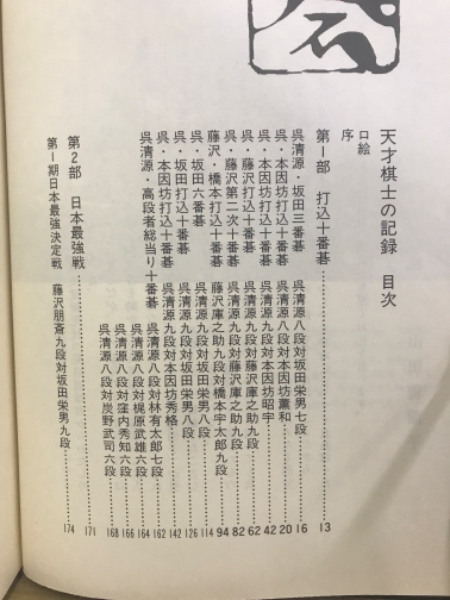 天才棋士の記録 目次
口絵
序
第1部 打込十番碁……………13
呉清源・坂田三番碁 呉清源八段対坂田栄男七段……16
呉・本因坊打込十番碁 呉清源八段対本因坊薫和……20
呉・本因坊打込十番碁 呉清源九段対本因坊昭宇……42
呉・藤沢打込十番碁 呉清源九段対藤沢庫之助九段……62
呉・藤沢第二次十番碁 呉清源九段対藤沢庫之助九段……82
藤沢・橋本打込十番碁 藤沢庫之助九段対橋本宇太郎九段……94
呉・坂田六番碁 呉清源九段対坂田栄男八段……114
呉・坂田打込十番碁 呉清源九段対坂田栄男八段……126
呉・本因坊打込十番碁 呉清源九段対本因坊秀格……142
呉清源・高段者総当り十番碁 呉清源八段対林有太郎七段……162
呉清源八段対梶原武雄六段……164
呉清源八段対窪内秀知六段……166
呉清源八段対炭野武司六段……168
第2部 日本最強戦……………171
第1期日本最強決定戦 藤沢朋斎九段対坂田栄男九段……174